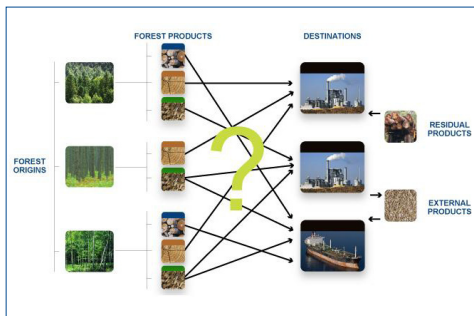 FOREST PRODUCTS
DESTINATIONS
FOREST
ORIGINS
RESIDUAL
PRODUCTS
EXTERNAL
PRODUCTS
?